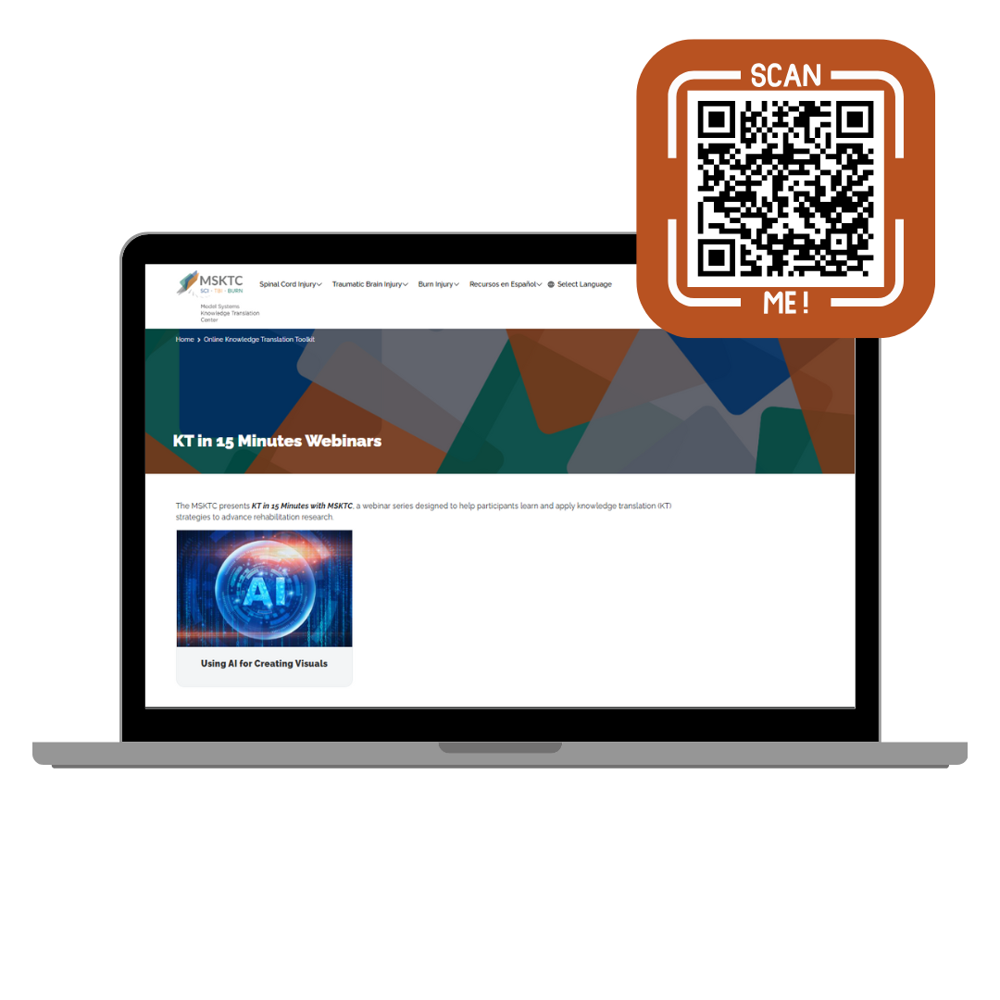 SCAN
ME!
MSKTC
SCI - TBI - BURN
Model Systems
Knowledge Translation
Center
Spinal Cord Injury Traumatic Brain Injury Burn Injury Recursos en Español Select Language
Home > Online Knowledge Translation Toolkit
KT in 15 Minutes Webinars
The MSKTC presents KT in 15 Minutes with MSKTC, a webinar series designed to help participants learn and apply knowledge translation (KT)
strategies to advance rehabilitation research.
AI
Using AI for Creating Visuals